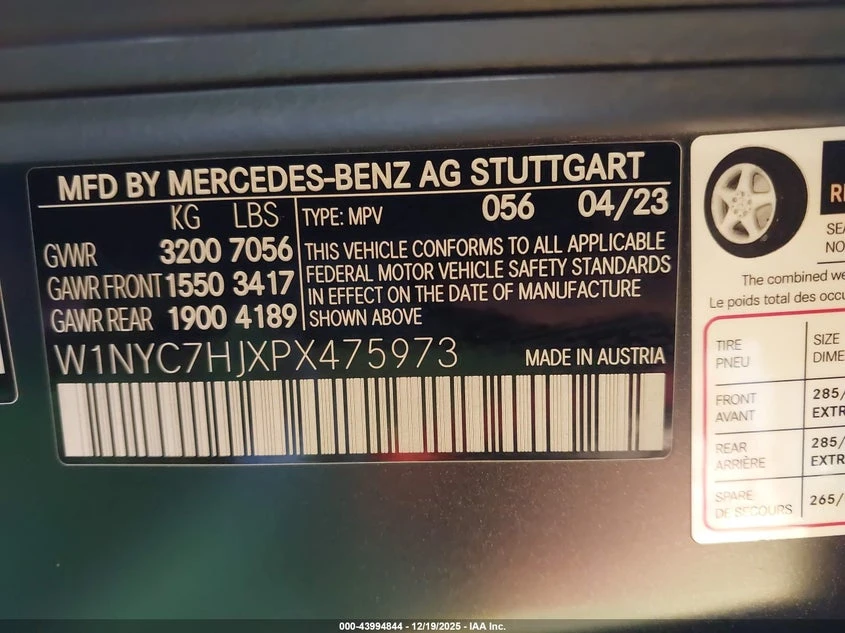 MFD BY MERCEDES-BENZ AG STUTTGART
KG LBS TYPE: MPV 056 04/23
GVWR 3200 7056
GAWR FRONT 1550 3417
GAWR REAR 1900 4189
THIS VEHICLE CONFORMS TO ALL APPLICABLE
FEDERAL MOTOR VEHICLE SAFETY STANDARDS
IN EFFECT ON THE DATE OF MANUFACTURE
SHOWN ABOVE
W1NYC7HJXPX475973 MADE IN AUSTRIA
SEA
NO
The combined we
Le poids total des occu
TIRE SIZE
PNEU DIME
FRONT 285/
AVANT EXTR
REAR 285/
ARRIÈRE EXTR
SPARE 265/
DE SECOURS
000-43994844 - 12/19/2025 - IAA Inc.